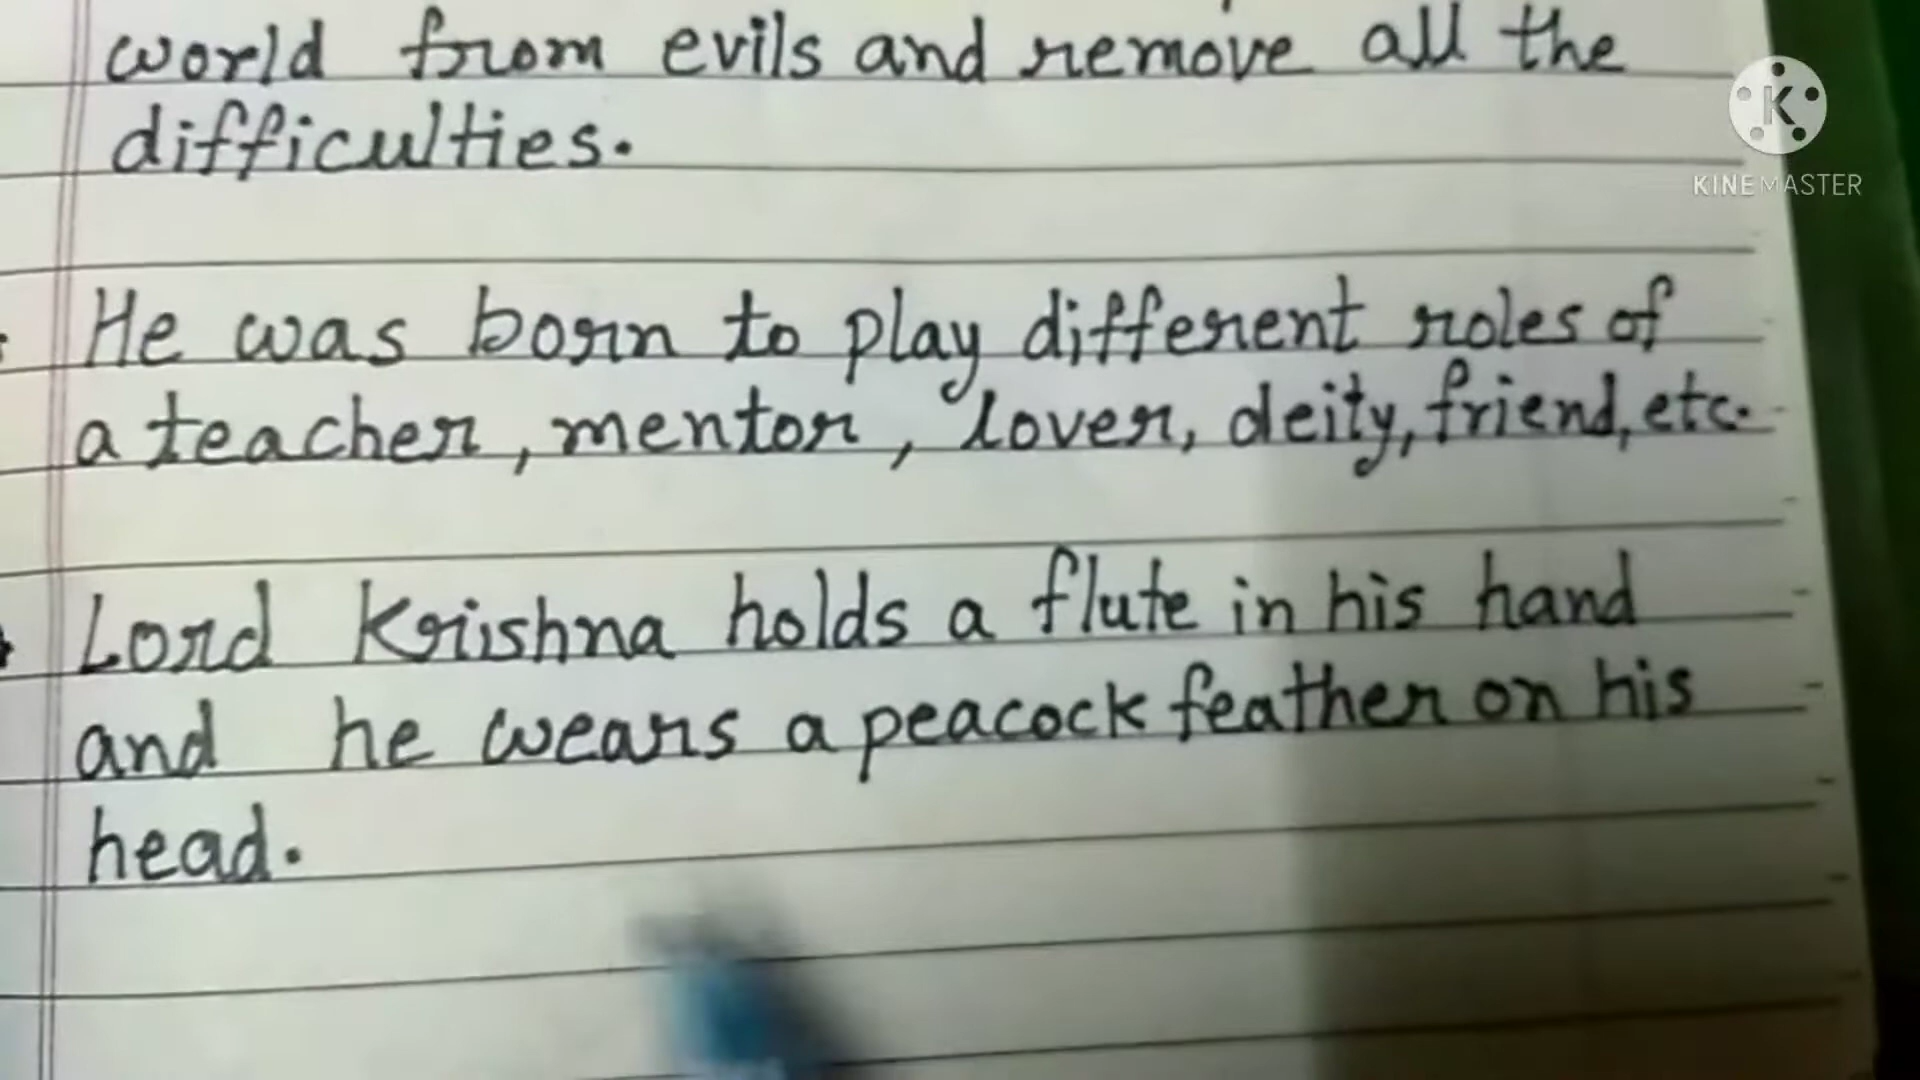 world from evils and remove all the
difficulties.
He was born to play different roles of
a teacher, mentor, lover, deity, friend, etc.
Lord Krishna holds a flute in his hand
and he wears a peacock feather on his
head.
K
KINEMASTER